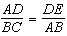 AD/BC = DE/AB